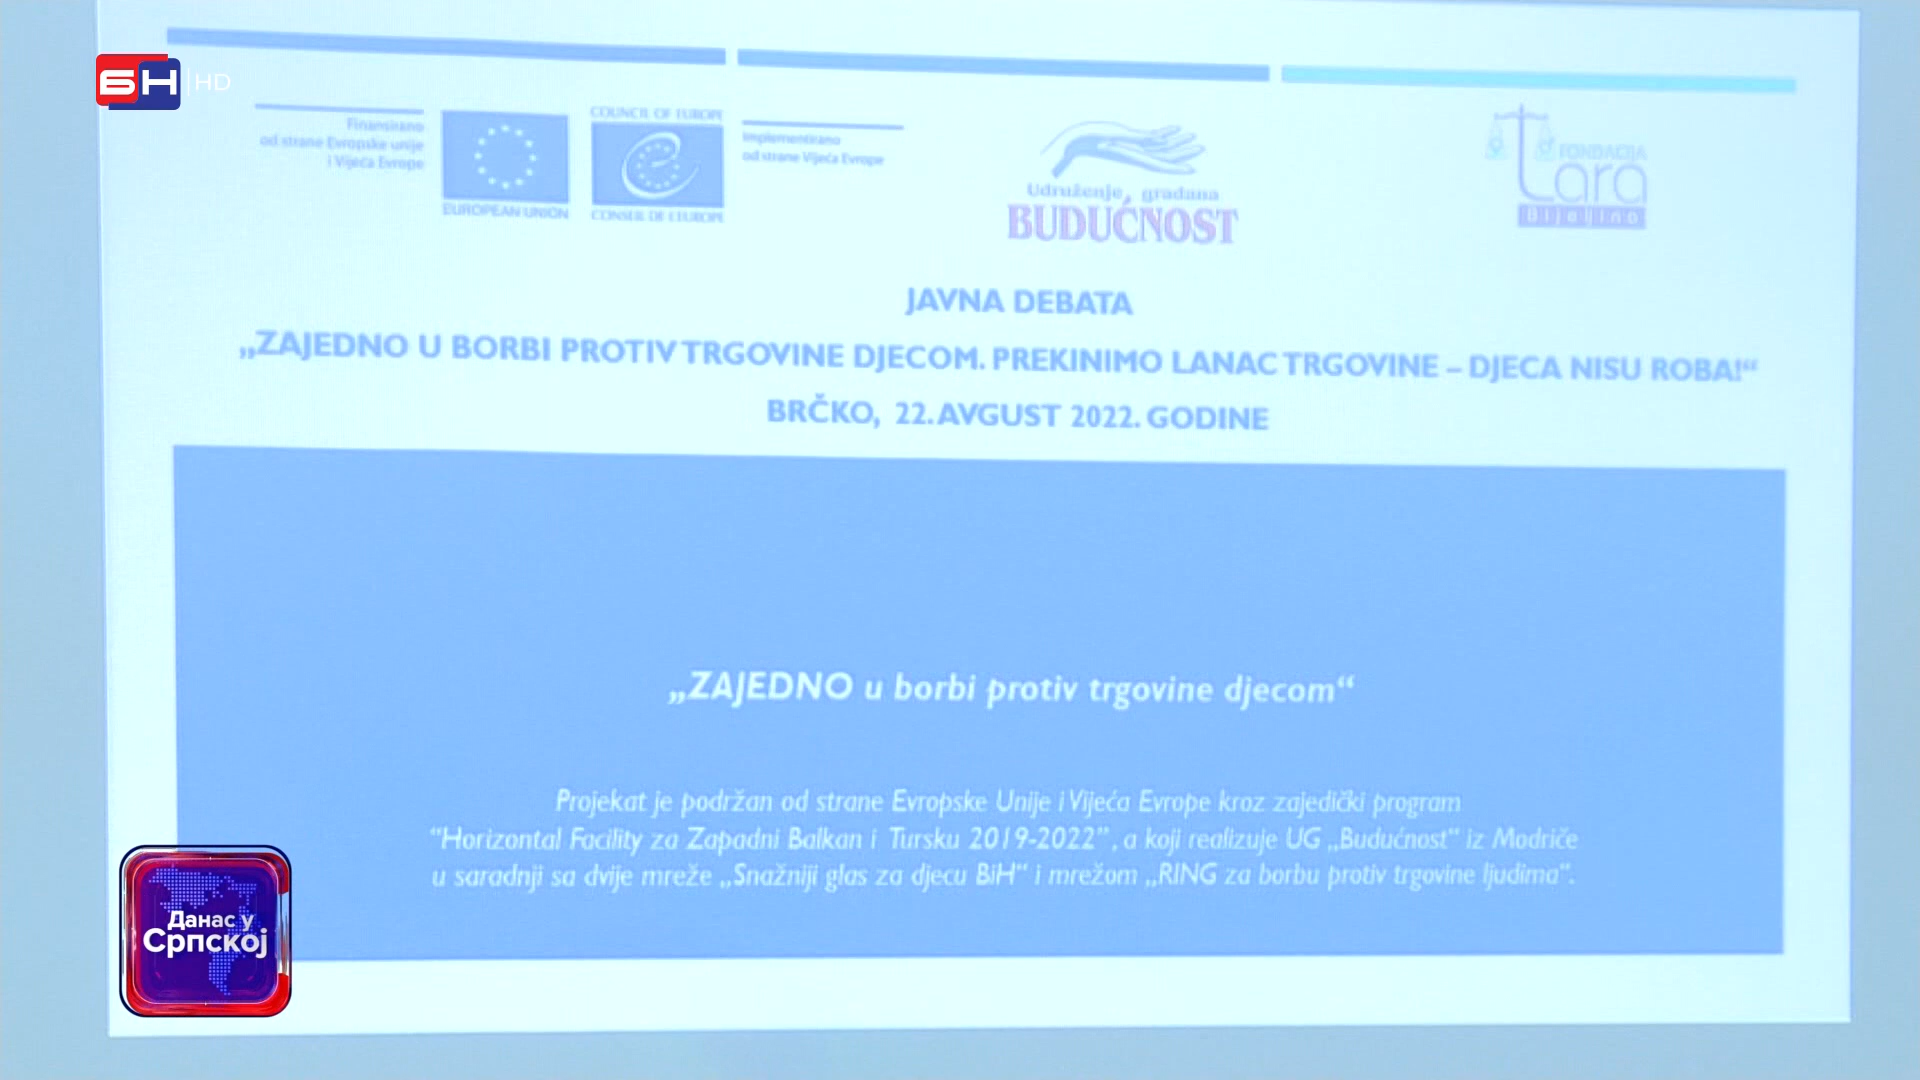 БН HD
Finansirano
od strane Evropske unije
i Vijeća Evrope
EUROPEAN UNION
COUNCIL OF EUROPE
CONSEIL DE L'EUROPE
Implementirano
od strane Vijeća Evrope
Udruženje građana
BUDUĆNOST
FONDACIJA
Lara
Bijeljina
JAVNA DEBATA
„ZAJEDNO U BORBI PROTIV TRGOVINE DJECOM. PREKINIMO LANAC TRGOVINE – DJECA NISU ROBA!“
BRČKO, 22. AVGUST 2022. GODINE
„ZAJEDNO u borbi protiv trgovine djecom“
Projekat je podržan od strane Evropske Unije i Vijeća Evrope kroz zajedički program
“Horizontal Facility za Zapadni Balkan i Tursku 2019-2022”, a koji realizuje UG „Budućnost“ iz Modriče
u saradnji sa dvije mreže „Snažniji glas za djecu BiH“ i mrežom „RING za borbu protiv trgovine ljudima“.
Данас у
Српској